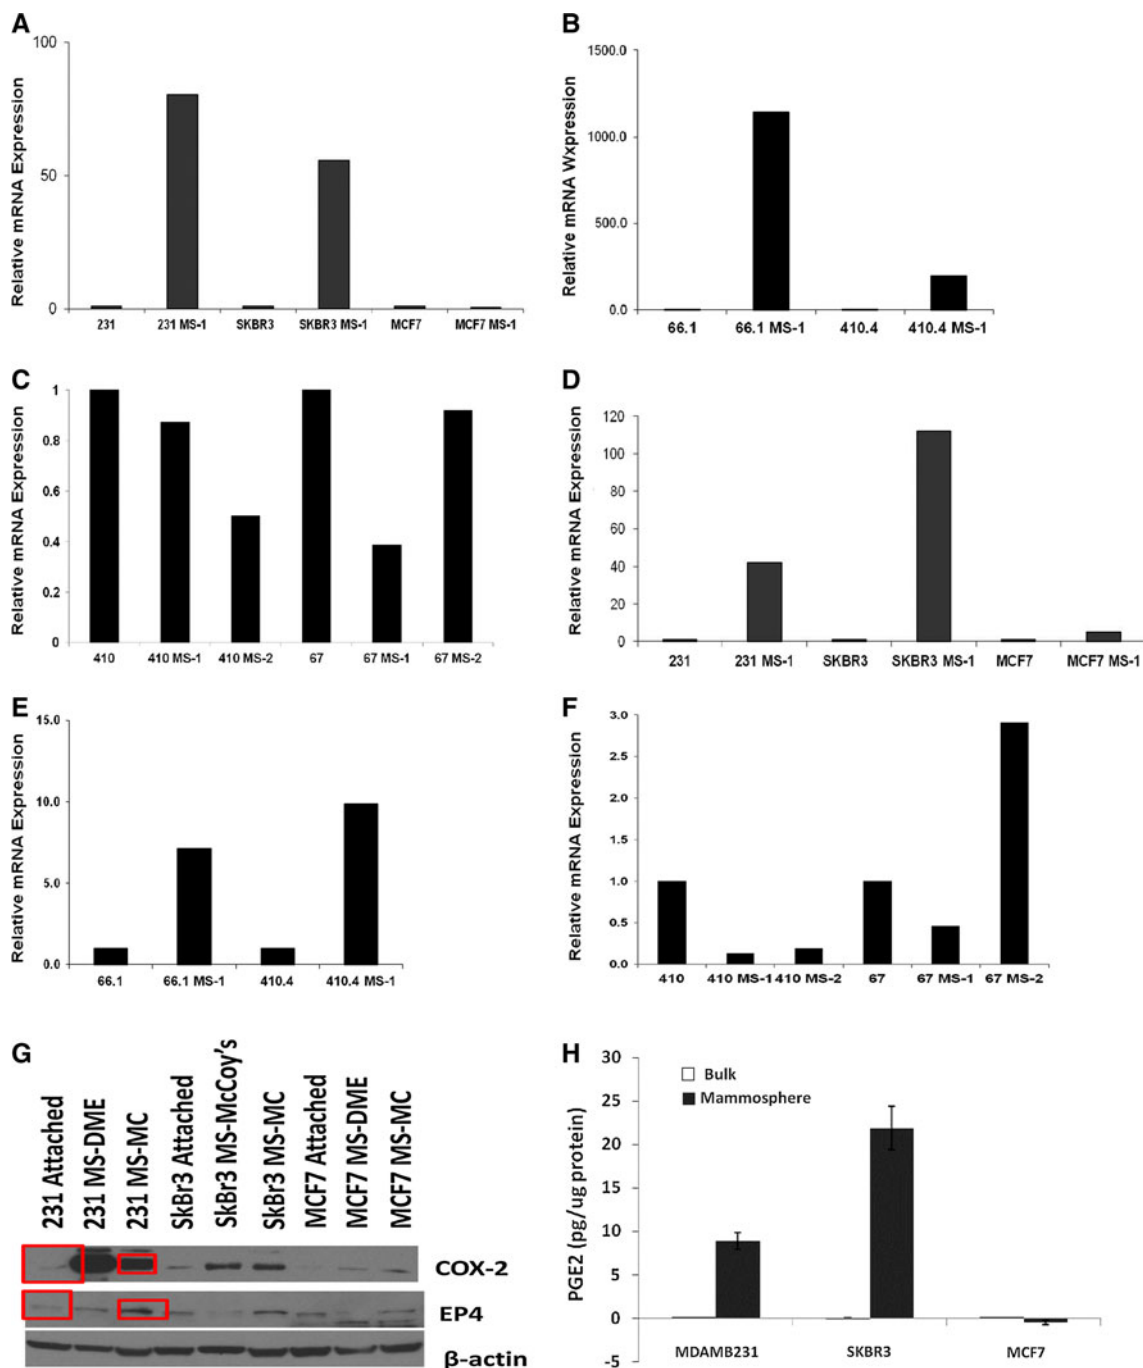 A
Relative mRNA Expression
100
50
0
231
231 MS-1
SKBR3
SKBR3 MS-1
MCF7
MCF7 MS-1
B
Relative mRNA Wxpression
1500.0
1000.0
500.0
0.0
66.1
66.1 MS-1
410.4
410.4 MS-1
C
Relative mRNA Expression
1
0.8
0.6
0.4
0.2
0
410
410 MS-1
410 MS-2
67
67 MS-1
67 MS-2
D
Relative mRNA Expression
120
100
80
60
40
20
0
231
231 MS-1
SKBR3
SKBR3 MS-1
MCF7
MCF7 MS-1
E
Relative mRNA Expression
15.0
10.0
5.0
0.0
66.1
66.1 MS-1
410.4
410.4 MS-1
F
Relative mRNA Expression
3.0
2.5
2.0
1.5
1.0
0.5
0.0
410
410 MS-1
410 MS-2
67
67 MS-1
67 MS-2
G
231 Attached
231 MS-DME
231 MS-MC
SkBr3 Attached
SkBr3 MS-McCoy's
SkBr3 MS-MC
MCF7 Attached
MCF7 MS-DME
MCF7 MS-MC
COX-2
EP4
β-actin
H
PGE2 (pg/ug protein)
30
25
20
15
10
5
0
-5
Bulk
Mammosphere
MDAMB231
SKBR3
MCF7